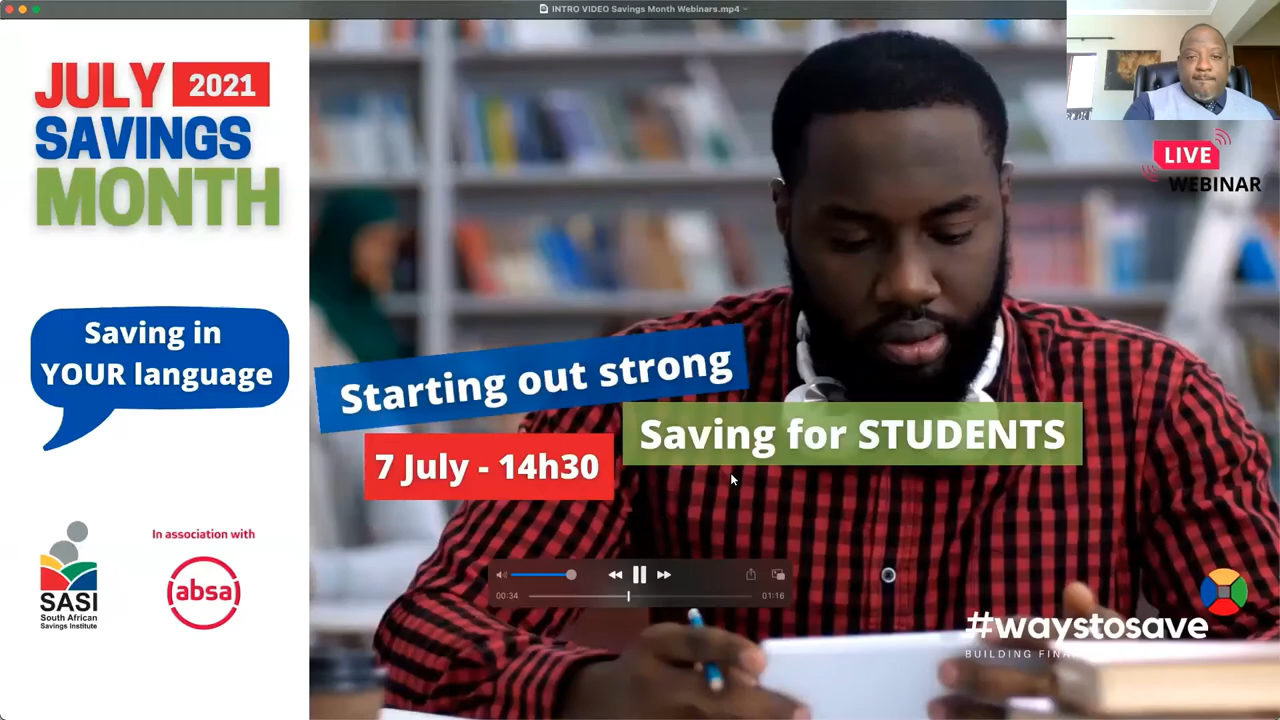 INTRO VIDEO Savings Month Webinars.mp4
JULY 2021
SAVINGS
MONTH
LIVE
WEBINAR
Saving in
YOUR language
Starting out strong
Saving for STUDENTS
7 July - 14h30
In association with
absa
SASI
South African
Savings Institute
00:34
01:16
#waystosave
BUILDING